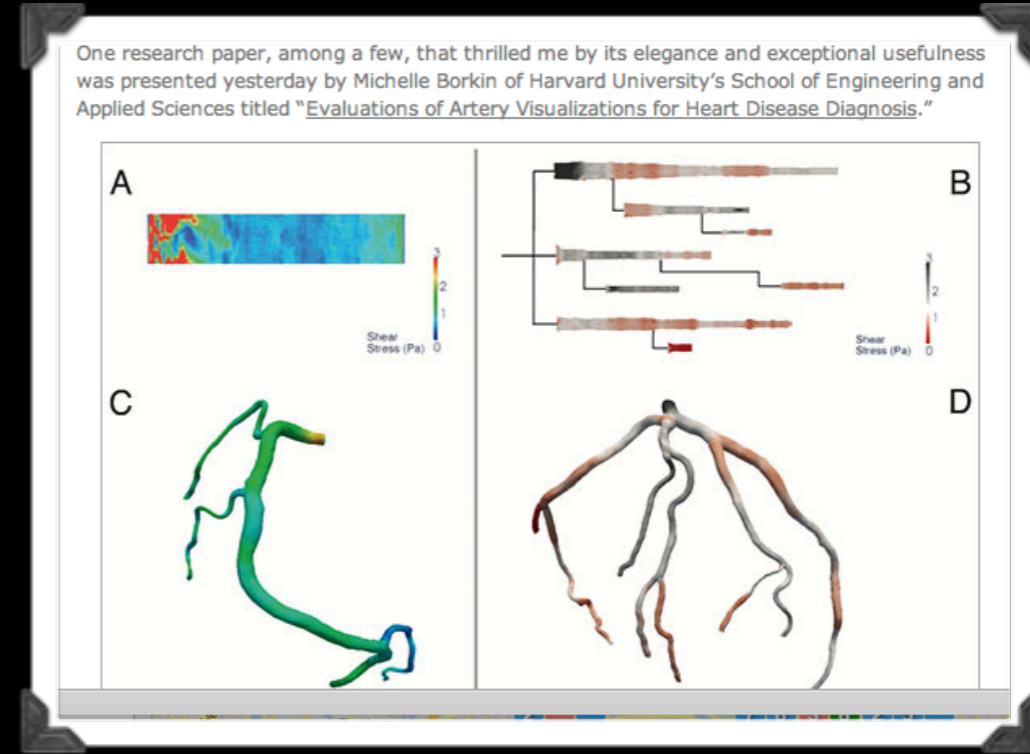 One research paper, among a few, that thrilled me by its elegance and exceptional usefulness
was presented yesterday by Michelle Borkin of Harvard University’s School of Engineering and
Applied Sciences titled “Evaluations of Artery Visualizations for Heart Disease Diagnosis.”
A
B
3
2
1
Shear
Stress (Pa) 0
3
2
1
Shear
Stress (Pa) 0
C
D